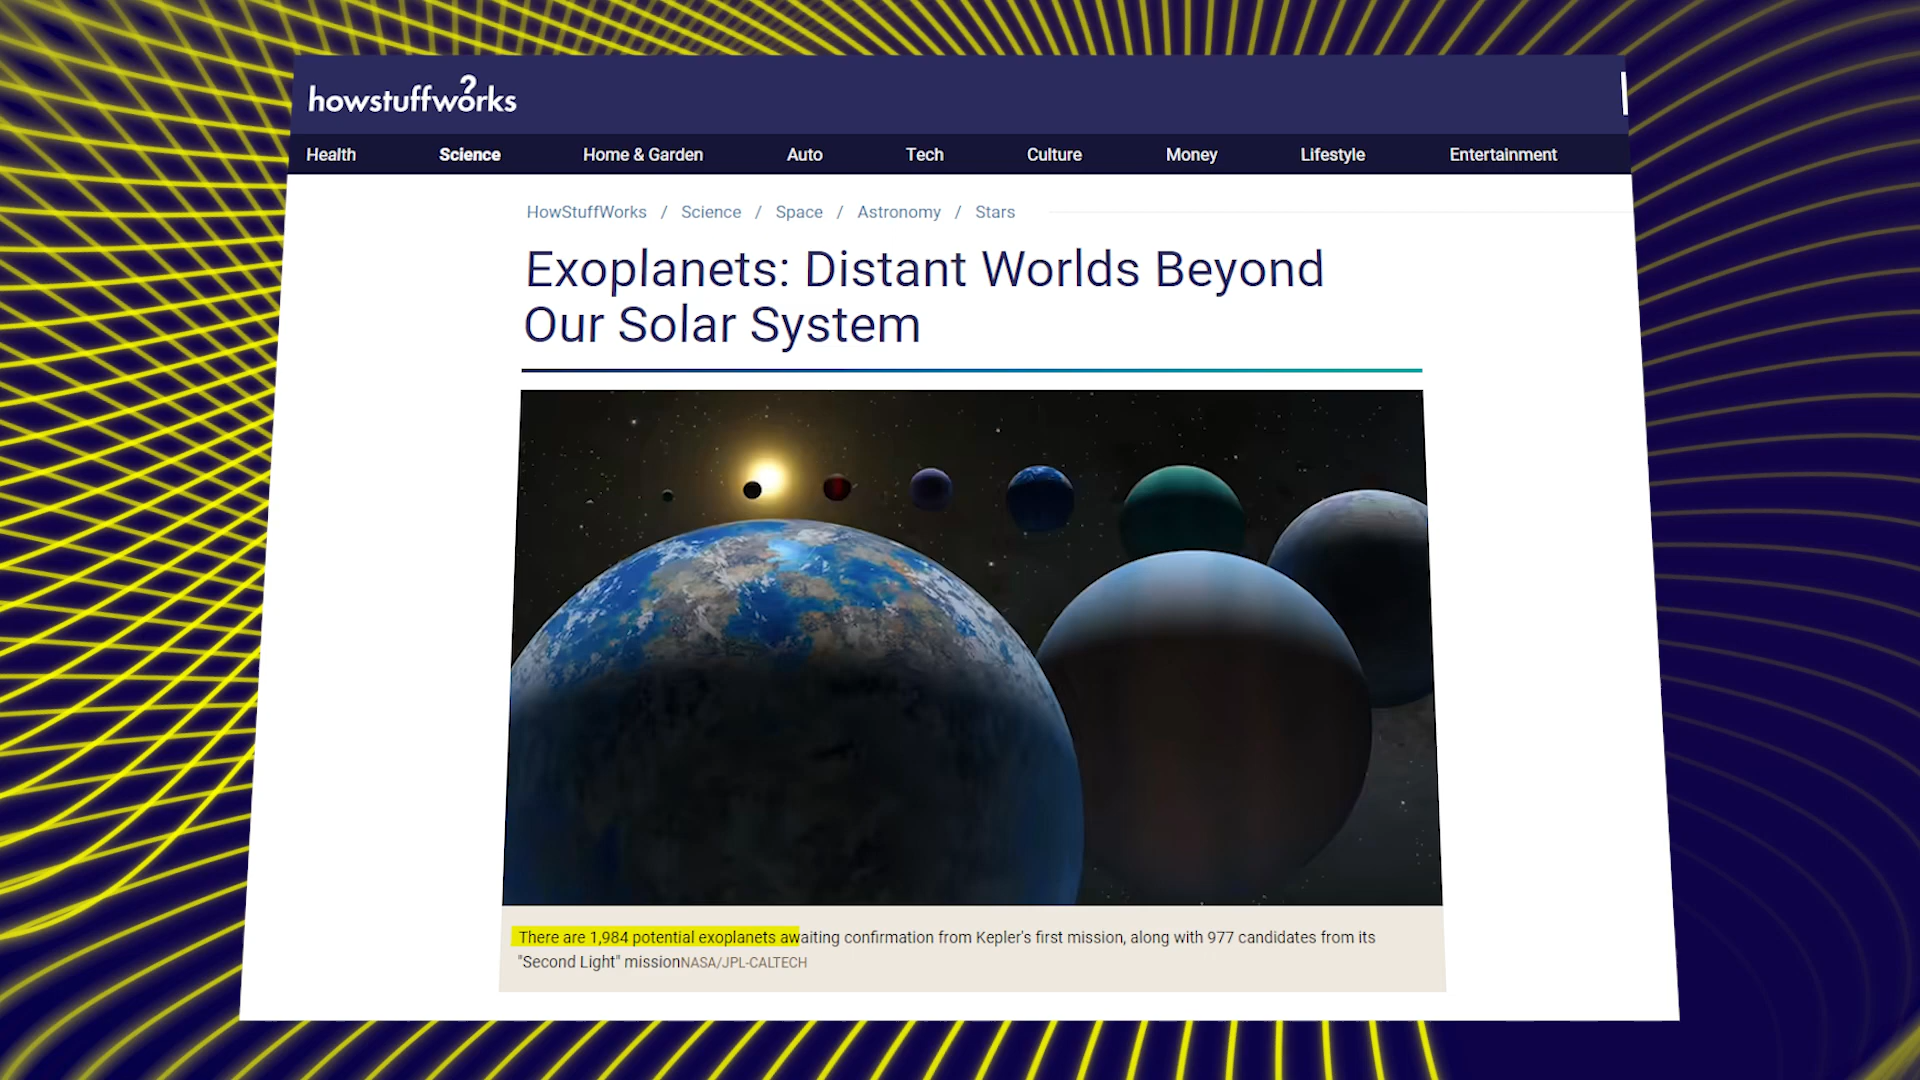 howstuffworks
Health Science Home & Garden Auto Tech Culture Money Lifestyle Entertainment
HowStuffWorks / Science / Space / Astronomy / Stars
Exoplanets: Distant Worlds Beyond
Our Solar System
There are 1,984 potential exoplanets awaiting confirmation from Kepler's first mission, along with 977 candidates from its
"Second Light" missionNASA/JPL-CALTECH